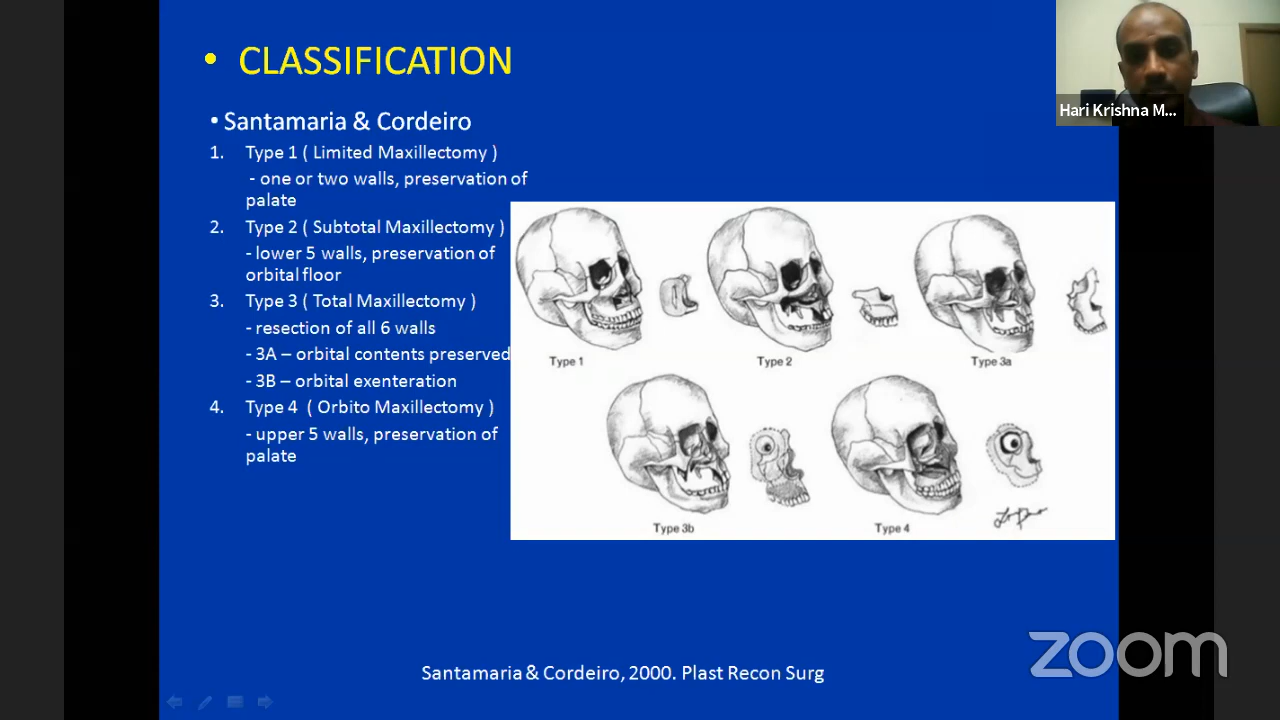 • CLASSIFICATION
Hari Krishna M...
• Santamaria & Cordeiro
1. Type 1 ( Limited Maxillectomy )
- one or two walls, preservation of
palate
2. Type 2 ( Subtotal Maxillectomy )
- lower 5 walls, preservation of
orbital floor
3. Type 3 ( Total Maxillectomy )
- resection of all 6 walls
- 3A – orbital contents preserved
- 3B – orbital exenteration
4. Type 4 ( Orbito Maxillectomy )
- upper 5 walls, preservation of
palate
Type 1
Type 2
Type 3a
Type 3b
Type 4
zoom
Santamaria & Cordeiro, 2000. Plast Recon Surg